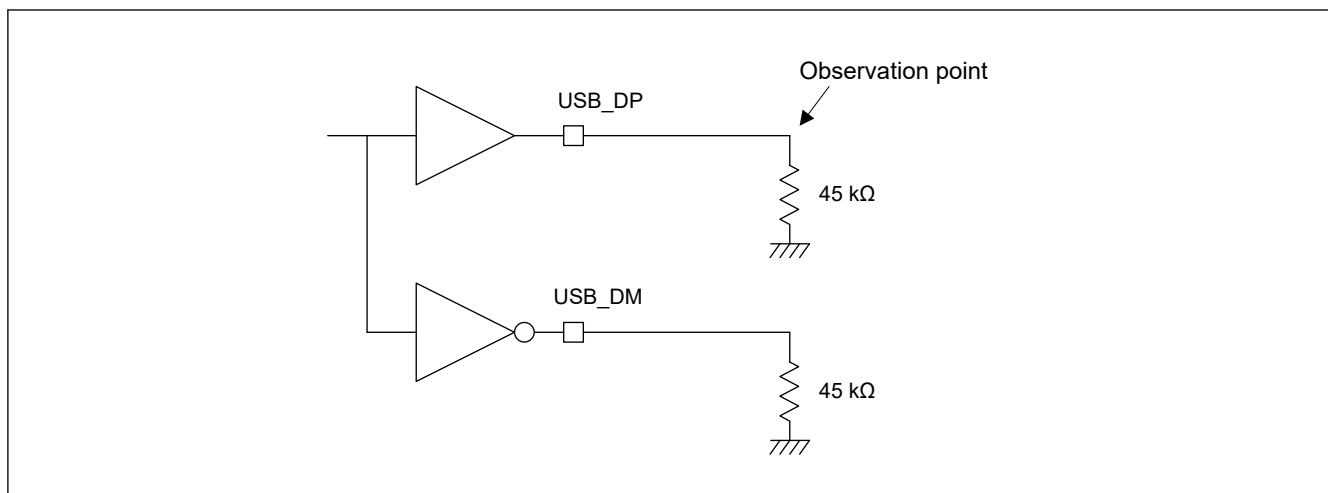 Observation point
USB_DP
45 kΩ
USB_DM
45 kΩ